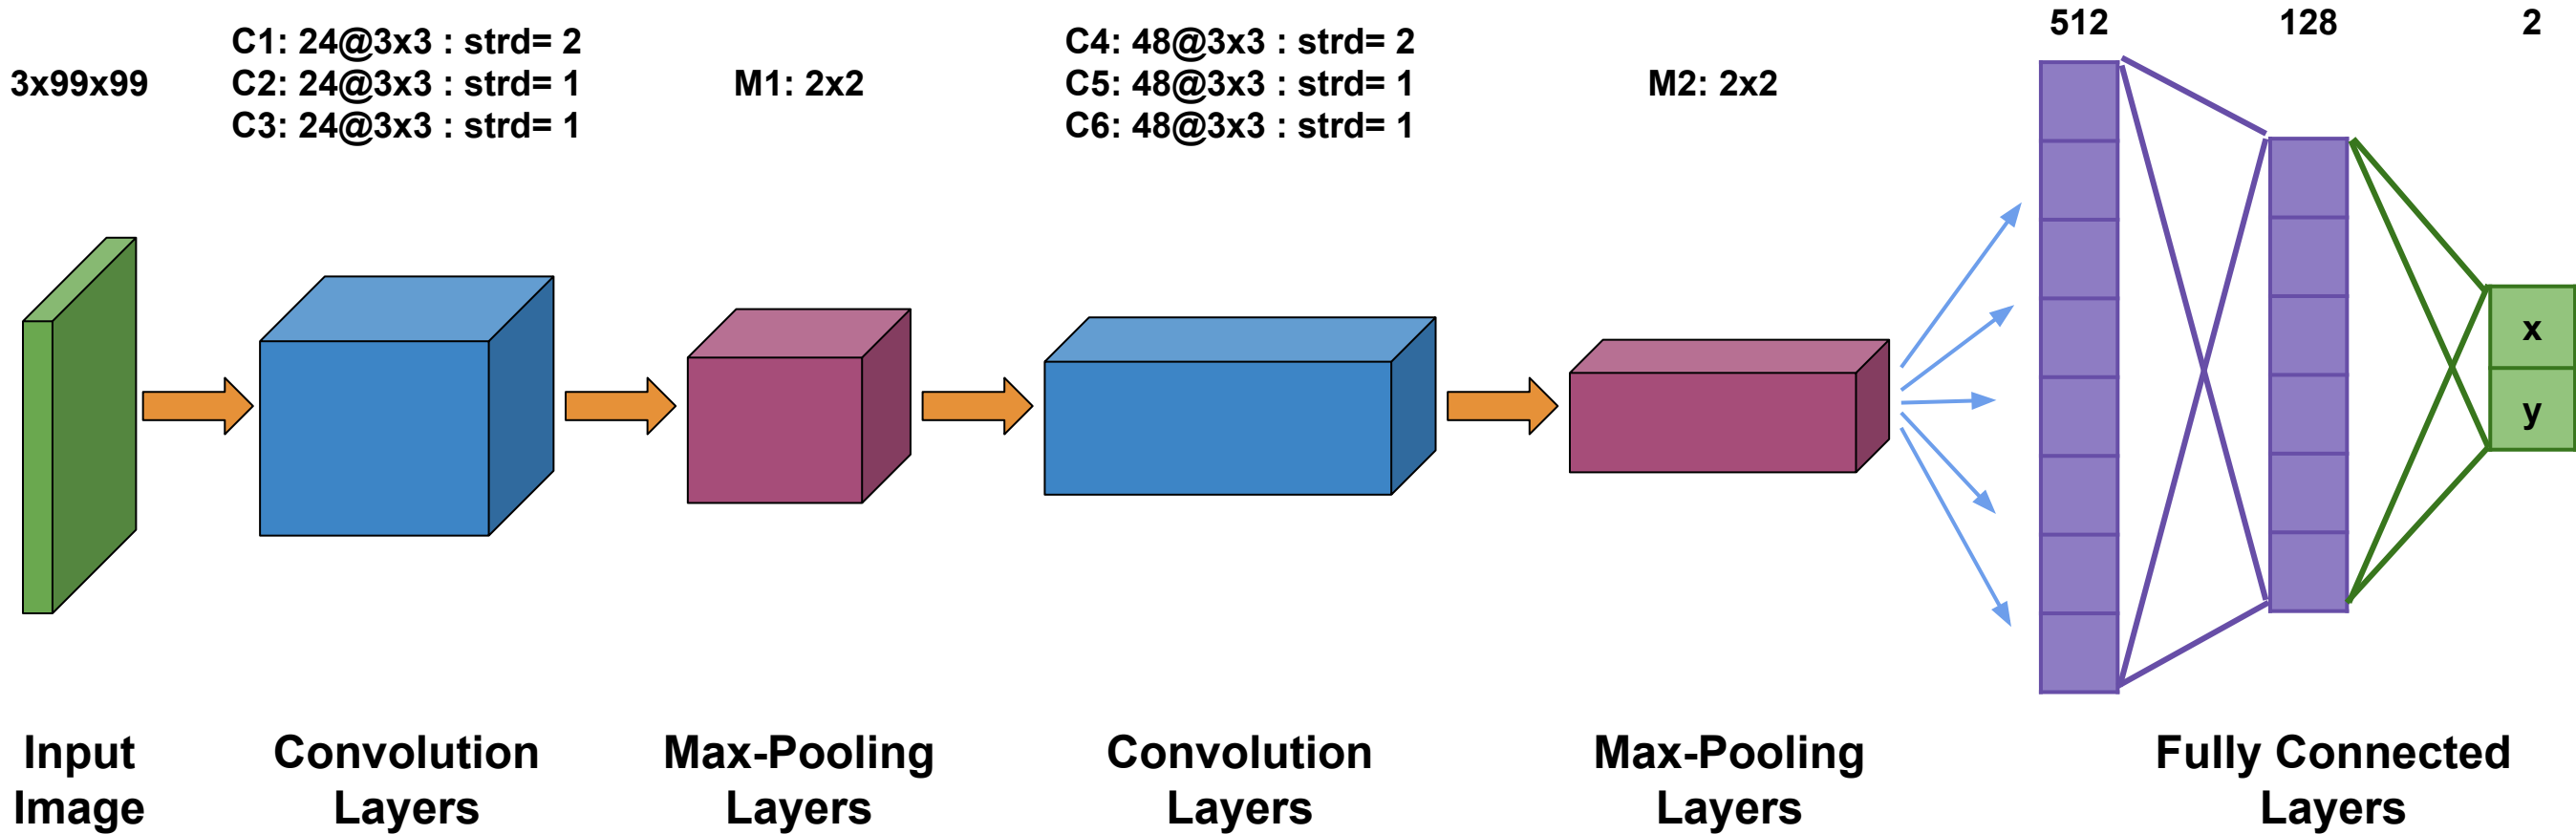 3x99x99
C1: 24@3x3 : strd= 2
C2: 24@3x3 : strd= 1
C3: 24@3x3 : strd= 1
M1: 2x2
C4: 48@3x3 : strd= 2
C5: 48@3x3 : strd= 1
C6: 48@3x3 : strd= 1
M2: 2x2
512
128
2
x
y
Input
Image
Convolution
Layers
Max-Pooling
Layers
Convolution
Layers
Max-Pooling
Layers
Fully Connected
Layers